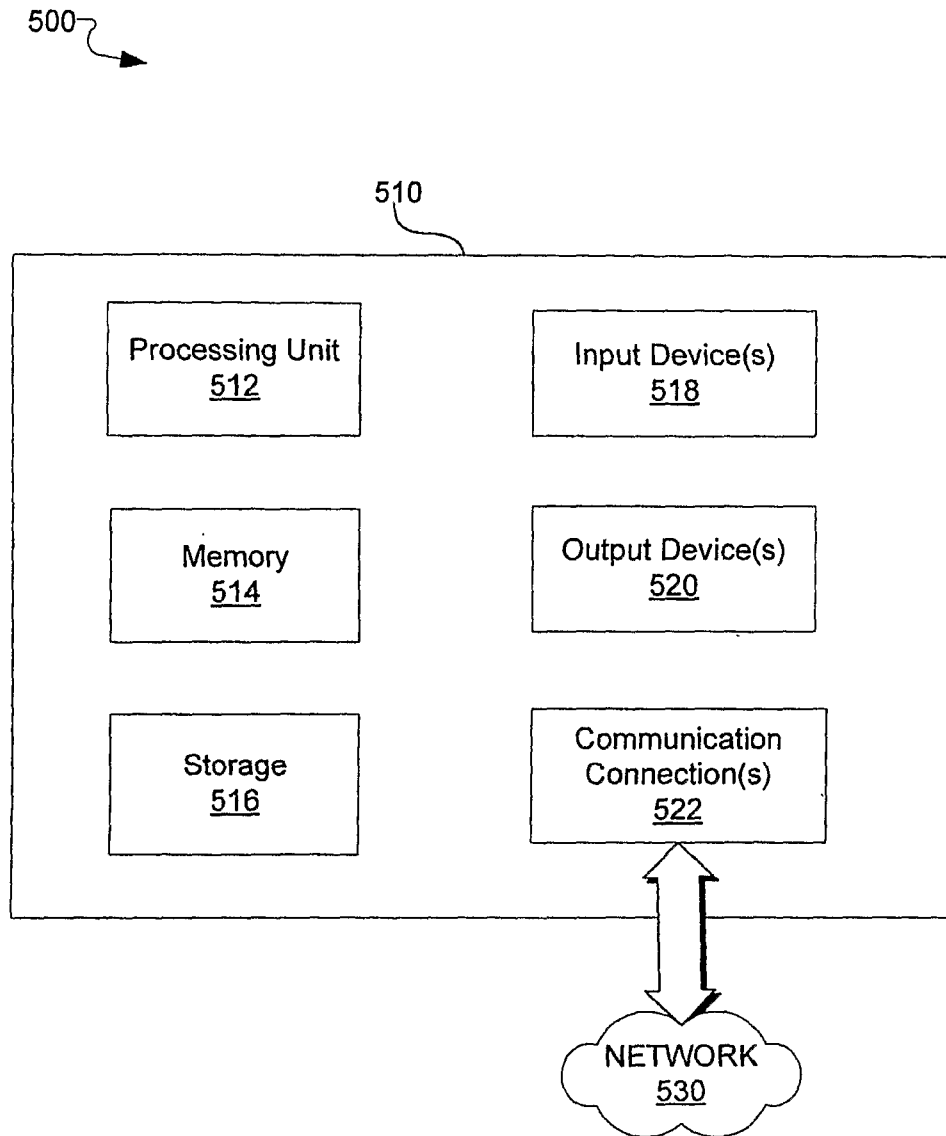 500
510
Processing Unit
512
Input Device(s)
518
Memory
514
Output Device(s)
520
Storage
516
Communication
Connection(s)
522
NETWORK
530